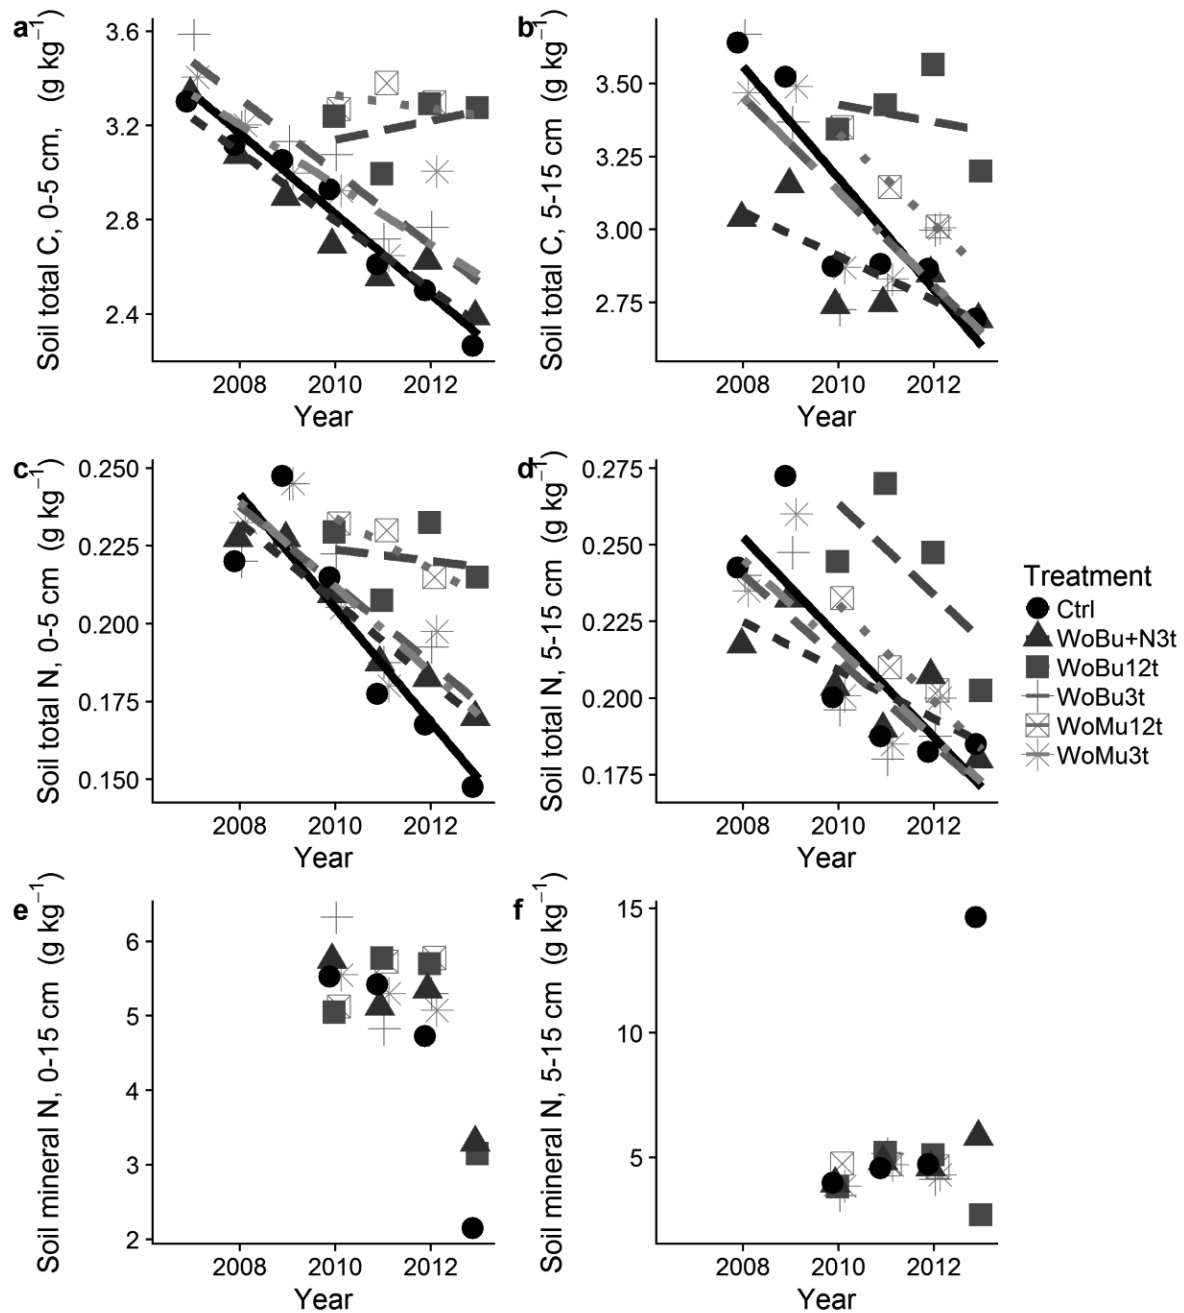 a
b
Soil total C, 0-5 cm, (g kg⁻¹)
3.6
3.2
2.8
2.4
2008 2010 2012
Year
Soil total C, 5-15 cm (g kg⁻¹)
3.50
3.25
3.00
2.75
2008 2010 2012
Year
c
d
Soil total N, 0-5 cm (g kg⁻¹)
0.250
0.225
0.200
0.175
0.150
2008 2010 2012
Year
Soil total N, 5-15 cm (g kg⁻¹)
0.275
0.250
0.225
0.200
0.175
2008 2010 2012
Year
Treatment
Ctrl
WoBu+N3t
WoBu12t
WoBu3t
WoMu12t
WoMu3t
e
f
Soil mineral N, 0-15 cm (g kg⁻¹)
6
5
4
3
2
2008 2010 2012
Year
Soil mineral N, 5-15 cm (g kg⁻¹)
15
10
5
2008 2010 2012
Year